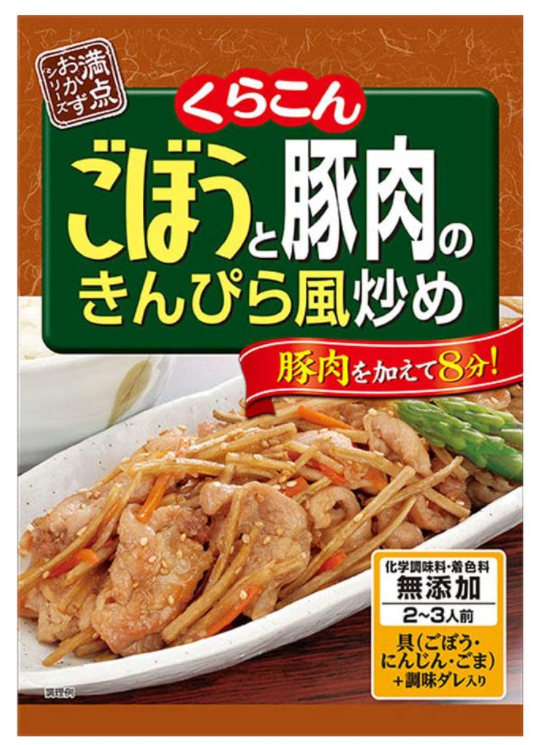 満点
おかず
シリーズ
くらこん
ごぼうと豚肉の
きんぴら風炒め
豚肉を加えて8分!
化学調味料・着色料
無添加
2〜3人前
具(ごぼう・
にんじん・ごま)
+調味ダレ入り
調理例